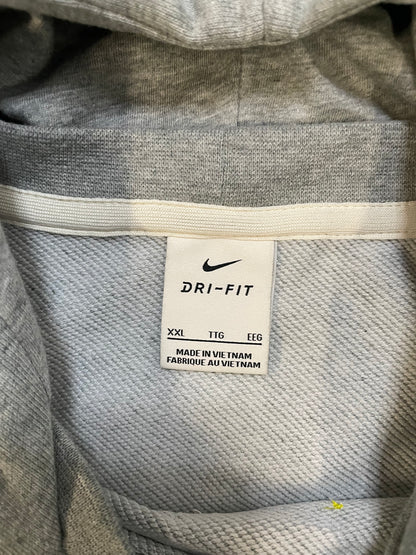 DRI-FIT
XXL TTG EEG
MADE IN VIETNAM
FABRIQUE AU VIETNAM